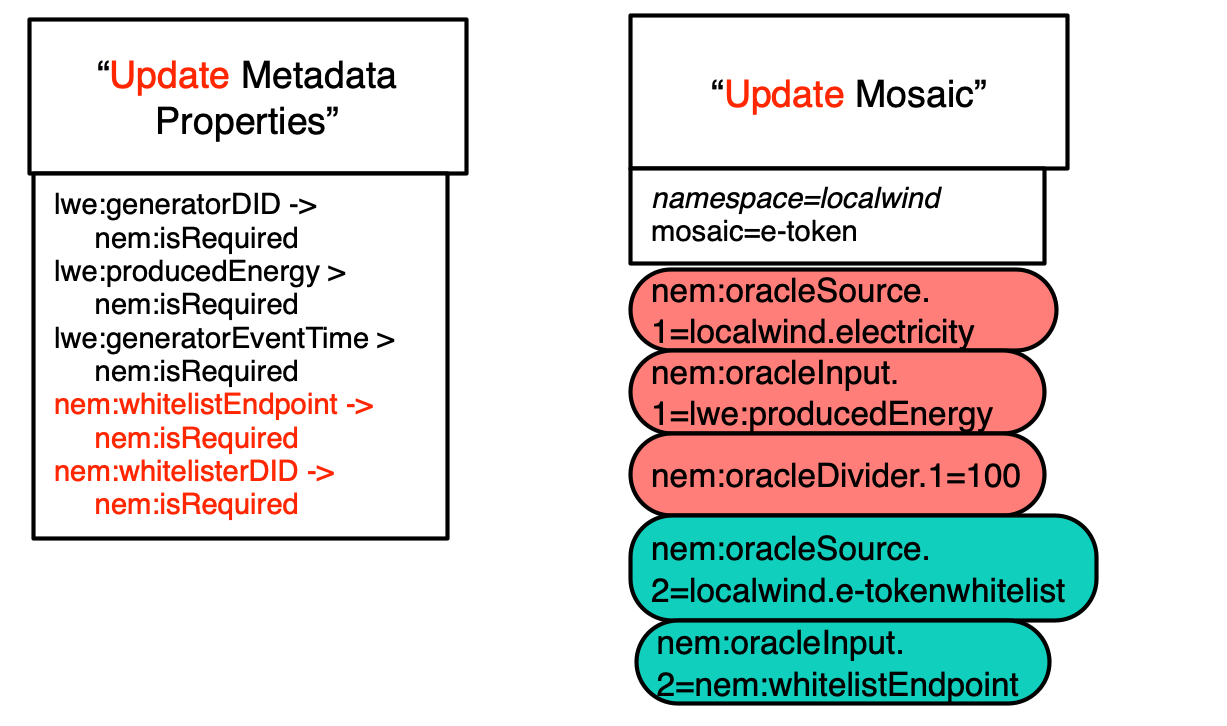 “Update Metadata
Properties”
lwe:generatorDID ->
nem:isRequired
lwe:producedEnergy >
nem:isRequired
lwe:generatorEventTime >
nem:isRequired
nem:whitelistEndpoint ->
nem:isRequired
nem:whitelisterDID ->
nem:isRequired
“Update Mosaic”
namespace=localwind
mosaic=e-token
nem:oracleSource.
1=localwind.electricity
nem:oracleInput.
1=lwe:producedEnergy
nem:oracleDivider.1=100
nem:oracleSource.
2=localwind.e-tokenwhitelist
nem:oracleInput.
2=nem:whitelistEndpoint